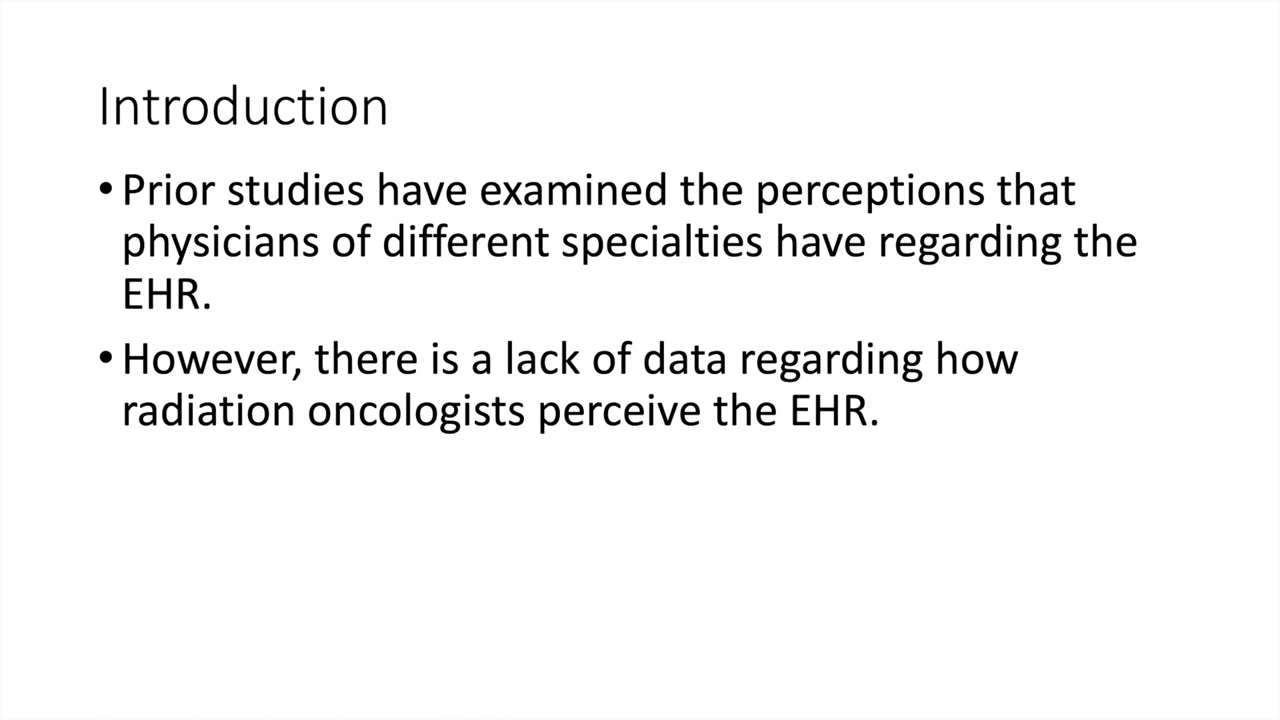 Introduction
• Prior studies have examined the perceptions that
physicians of different specialties have regarding the
EHR.
• However, there is a lack of data regarding how
radiation oncologists perceive the EHR.